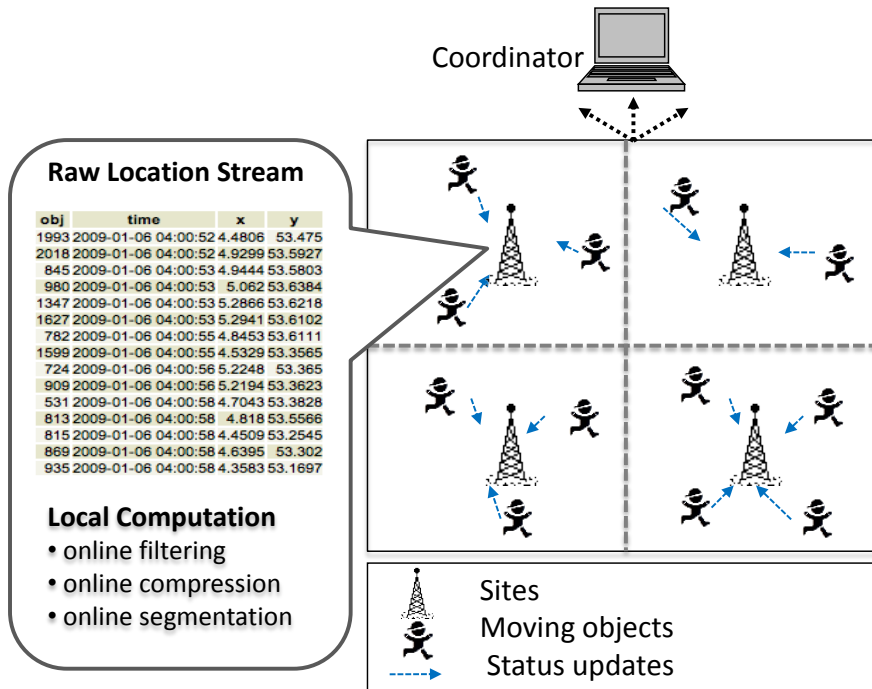 Coordinator
Raw Location Stream
obj time x y
1993 2009-01-06 04:00:52 4.4806 53.475
2018 2009-01-06 04:00:52 4.9299 53.5927
845 2009-01-06 04:00:53 4.9444 53.5803
980 2009-01-06 04:00:53 5.062 53.6384
1347 2009-01-06 04:00:53 5.2866 53.6218
1627 2009-01-06 04:00:53 5.2941 53.6102
782 2009-01-06 04:00:55 4.8453 53.6111
1599 2009-01-06 04:00:55 4.5329 53.3565
724 2009-01-06 04:00:56 5.2248 53.365
909 2009-01-06 04:00:56 5.2194 53.3623
531 2009-01-06 04:00:58 4.7043 53.3828
813 2009-01-06 04:00:58 4.818 53.5566
815 2009-01-06 04:00:58 4.4509 53.2545
869 2009-01-06 04:00:58 4.6395 53.302
935 2009-01-06 04:00:58 4.3583 53.1697
Local Computation
• online filtering
• online compression
• online segmentation
Sites
Moving objects
Status updates